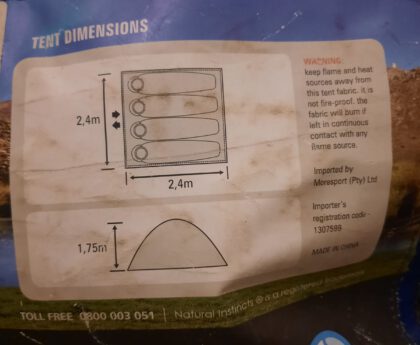 TENT DIMENSIONS
2,4m
2,4m
1,75m
WARNING:
keep flame and heat
sources away from
this tent fabric. it is
not fire-proof. the
fabric will burn if
left in continuous
contact with any
flame source.
Imported by
Moresport (Pty) Ltd
Importer's
registration code -
1307599
MADE IN CHINA
TOLL FREE 0800 003 051 | Natural Instincts ® is a registered trademark